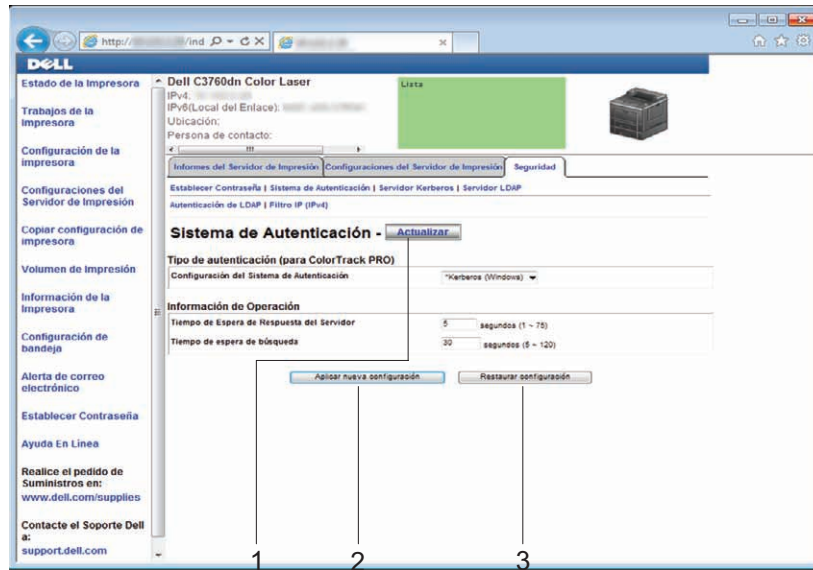 http://
/ind
DELL
Estado de la Impresora
Trabajos de la
impresora
Configuración de la
impresora
Configuraciones del
Servidor de Impresión
Copiar configuración de
impresora
Volumen de Impresión
Información de la
Impresora
Configuración de
bandeja
Alerta de correo
electrónico
Establecer Contraseña
Ayuda En Linea
Realice el pedido de
Suministros en:
www.dell.com/supplies
Contacte el Soporte Dell
a:
support.dell.com
Dell C3760dn Color Laser
IPv4:
IPv6(Local del Enlace):
Ubicación:
Persona de contacto:
Lista
Informes del Servidor de Impresión Configuraciones del Servidor de Impresión Seguridad
Establecer Contraseña | Sistema de Autenticación | Servidor Kerberos | Servidor LDAP
Autenticación de LDAP | Filtro IP (IPv4)
Sistema de Autenticación - Actualizar
Tipo de autenticación (para ColorTrack PRO)
Configuración del Sistema de Autenticación *Kerberos (Windows)
Información de Operación
Tiempo de Espera de Respuesta del Servidor 5 segundos (1 ~ 75)
Tiempo de espera de búsqueda 30 segundos (5 ~ 120)
Aplicar nueva configuración Restaurar configuración
1 2 3